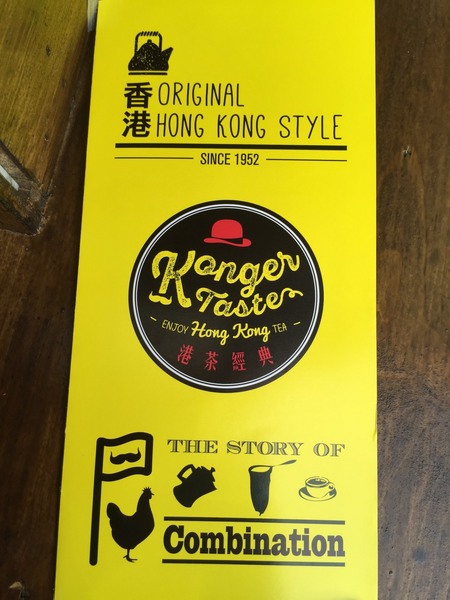 香港
ORIGINAL
HONG KONG STYLE
SINCE 1952
Konger
Taste
ENJOY Hong Kong TEA
港茶經典
THE STORY OF
Combination